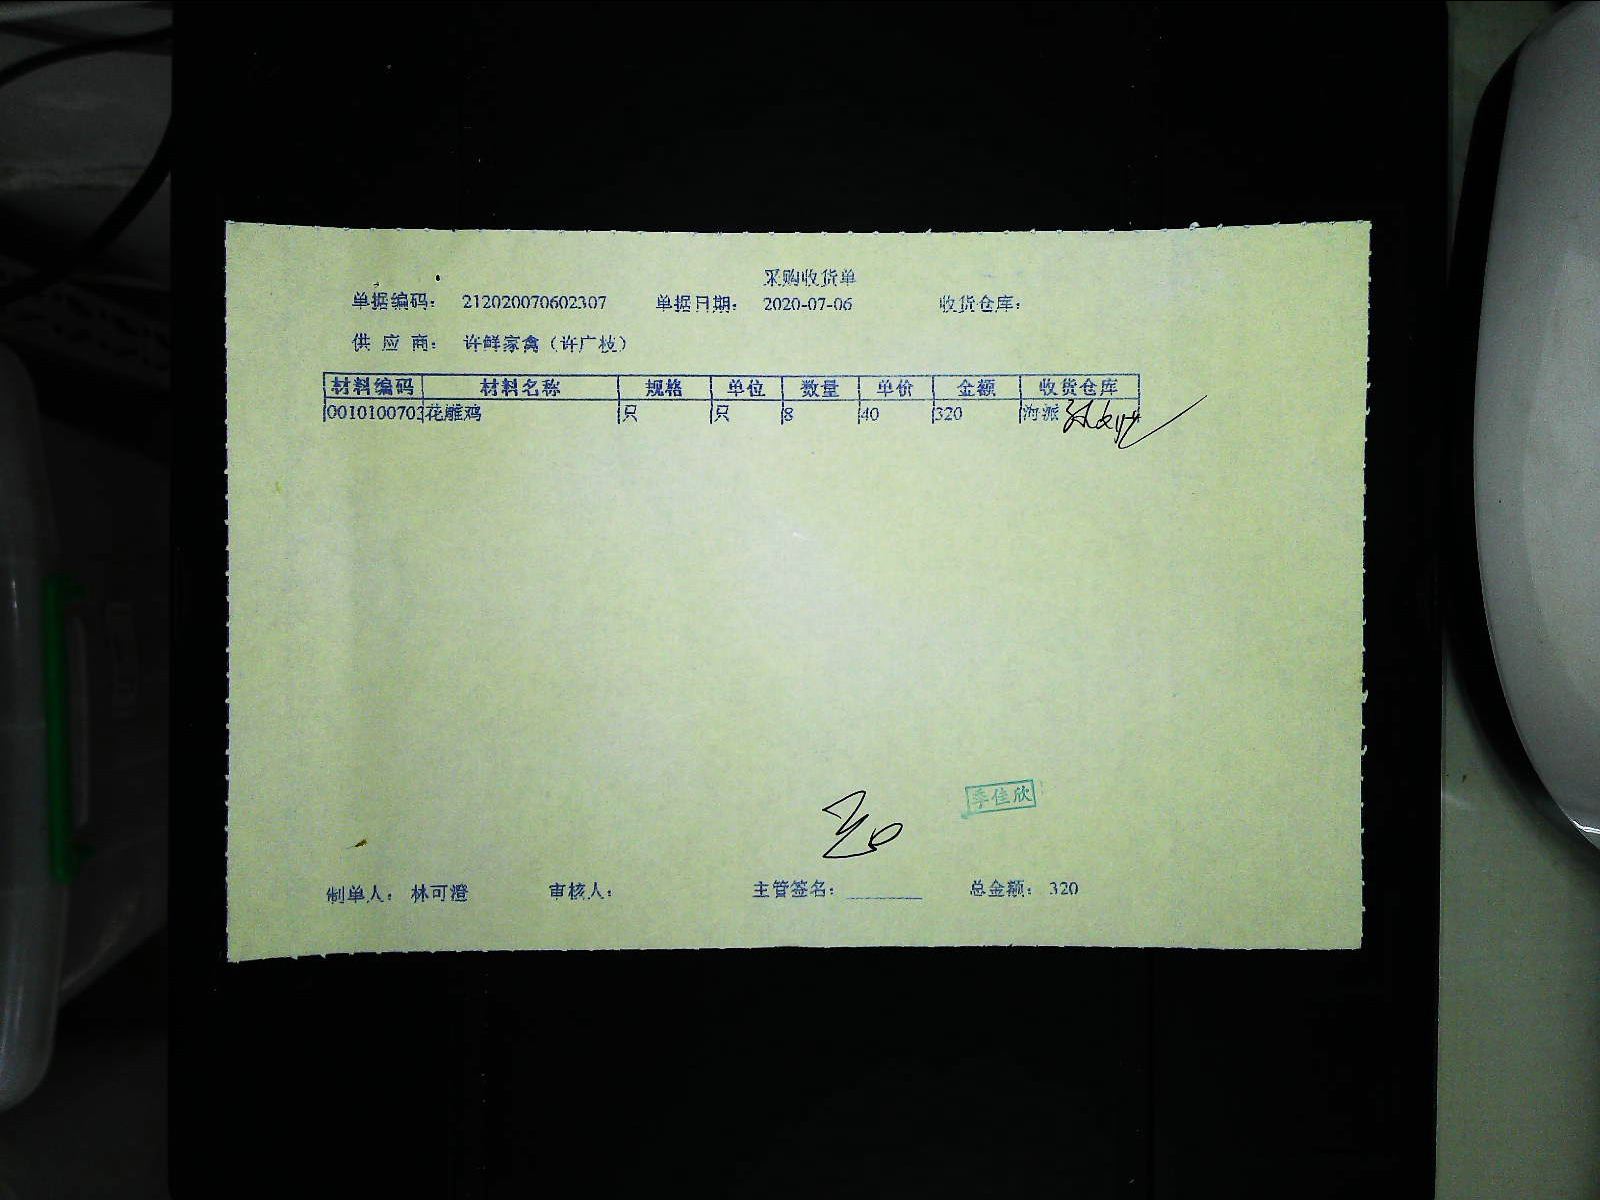 采购收货单
单据编码： 212020070602307 单据日期： 2020-07-06 收货仓库：
供 应 商： 许鲜家禽（许广枝）
材料编码 材料名称 规格 单位 数量 单价 金额 收货仓库
0010100703 花雕鸡 只 只 8 40 320 海派
季佳欣
制单人： 林可澄 审核人： 主管签名： 总金额： 320